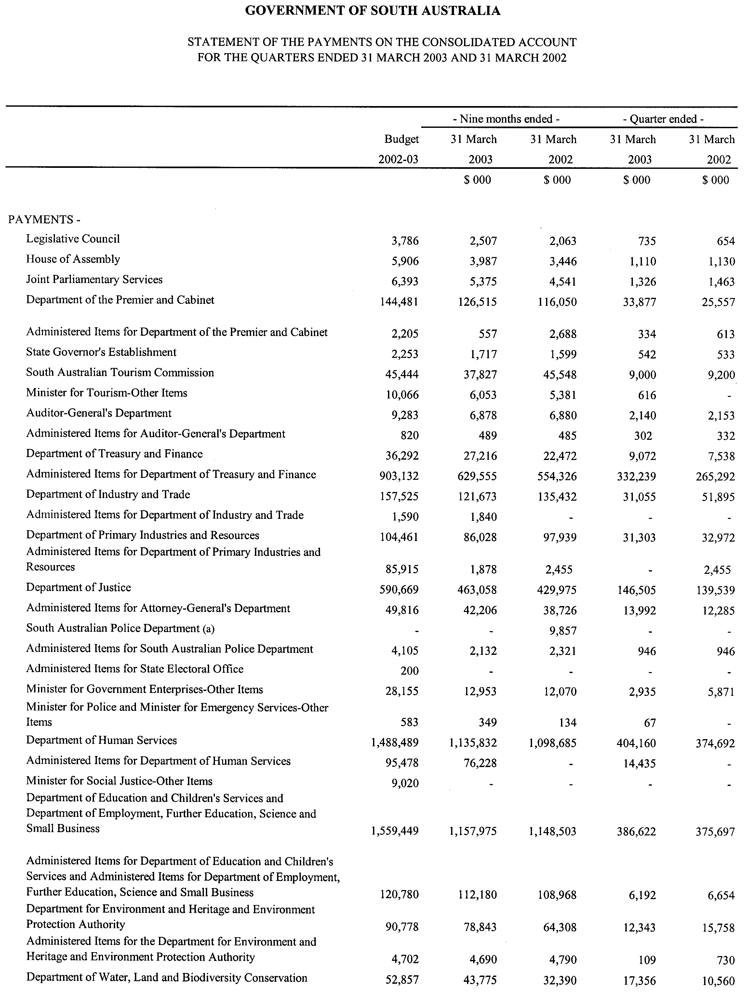 GOVERNMENT OF SOUTH AUSTRALIA
STATEMENT OF THE PAYMENTS ON THE CONSOLIDATED ACCOUNT
FOR THE QUARTERS ENDED 31 MARCH 2003 AND 31 MARCH 2002
- Nine months ended - - Quarter ended -
Budget 31 March 31 March 31 March 31 March
2002-03 2003 2002 2003 2002
$ 000 $ 000 $ 000 $ 000
PAYMENTS -
Legislative Council 3,786 2,507 2,063 735 654
House of Assembly 5,906 3,987 3,446 1,110 1,130
Joint Parliamentary Services 6,393 5,375 4,541 1,326 1,463
Department of the Premier and Cabinet 144,481 126,515 116,050 33,877 25,557
Administered Items for Department of the Premier and Cabinet 2,205 557 2,688 334 613
State Governor's Establishment 2,253 1,717 1,599 542 533
South Australian Tourism Commission 45,444 37,827 45,548 9,000 9,200
Minister for Tourism-Other Items 10,066 6,053 5,381 616 -
Auditor-General's Department 9,283 6,878 6,880 2,140 2,153
Administered Items for Auditor-General's Department 820 489 485 302 332
Department of Treasury and Finance 36,292 27,216 22,472 9,072 7,538
Administered Items for Department of Treasury and Finance 903,132 629,555 554,326 332,239 265,292
Department of Industry and Trade 157,525 121,673 135,432 31,055 51,895
Administered Items for Department of Industry and Trade 1,590 1,840 - - -
Department of Primary Industries and Resources 104,461 86,028 97,939 31,303 32,972
Administered Items for Department of Primary Industries and
Resources 85,915 1,878 2,455 - 2,455
Department of Justice 590,669 463,058 429,975 146,505 139,539
Administered Items for Attorney-General's Department 49,816 42,206 38,726 13,992 12,285
South Australian Police Department (a) - - 9,857 - -
Administered Items for South Australian Police Department 4,105 2,132 2,321 946 946
Administered Items for State Electoral Office 200 - - - -
Minister for Government Enterprises-Other Items 28,155 12,953 12,070 2,935 5,871
Minister for Police and Minister for Emergency Services-Other
Items 583 349 134 67 -
Department of Human Services 1,488,489 1,135,832 1,098,685 404,160 374,692
Administered Items for Department of Human Services 95,478 76,228 - 14,435 -
Minister for Social Justice-Other Items 9,020 - - - -
Department of Education and Children's Services and
Department of Employment, Further Education, Science and
Small Business 1,559,449 1,157,975 1,148,503 386,622 375,697
Administered Items for Department of Education and Children's
Services and Administered Items for Department of Employment,
Further Education, Science and Small Business 120,780 112,180 108,968 6,192 6,654
Department for Environment and Heritage and Environment
Protection Authority 90,778 78,843 64,308 12,343 15,758
Administered Items for the Department for Environment and
Heritage and Environment Protection Authority 4,702 4,690 4,790 109 730
Department of Water, Land and Biodiversity Conservation 52,857 43,775 32,390 17,356 10,560